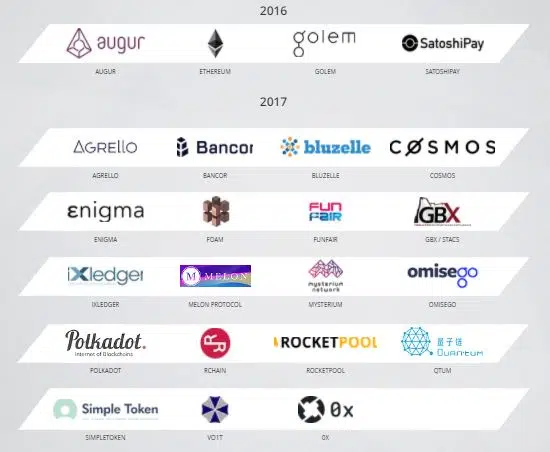 2016
augur
golem
SatoshiPay
AUGUR
ETHEREUM
GOLEM
SATOSHIPAY
2017
AGRello
Bancor
bluzelle
CØSMOS
AGRELLO
BANCOR
BLUZELLE
COSMOS
enigma
FUN
FAIR
GBX
ENIGMA
FOAM
FUNFAIR
GBX / STACS
iXledger
M MELON
mysterium
network
omisego
IXLEDGER
MELON PROTOCOL
MYSTERIUM
OMISEGO
Polkadot.
Internet of Blockchains
RR
ROCKETPOOL
量子链
QUANTUM
POLKADOT
RCHAIN
ROCKETPOOL
QTUM
Simple Token
0x
SIMPLETOKEN
VO1T
0X